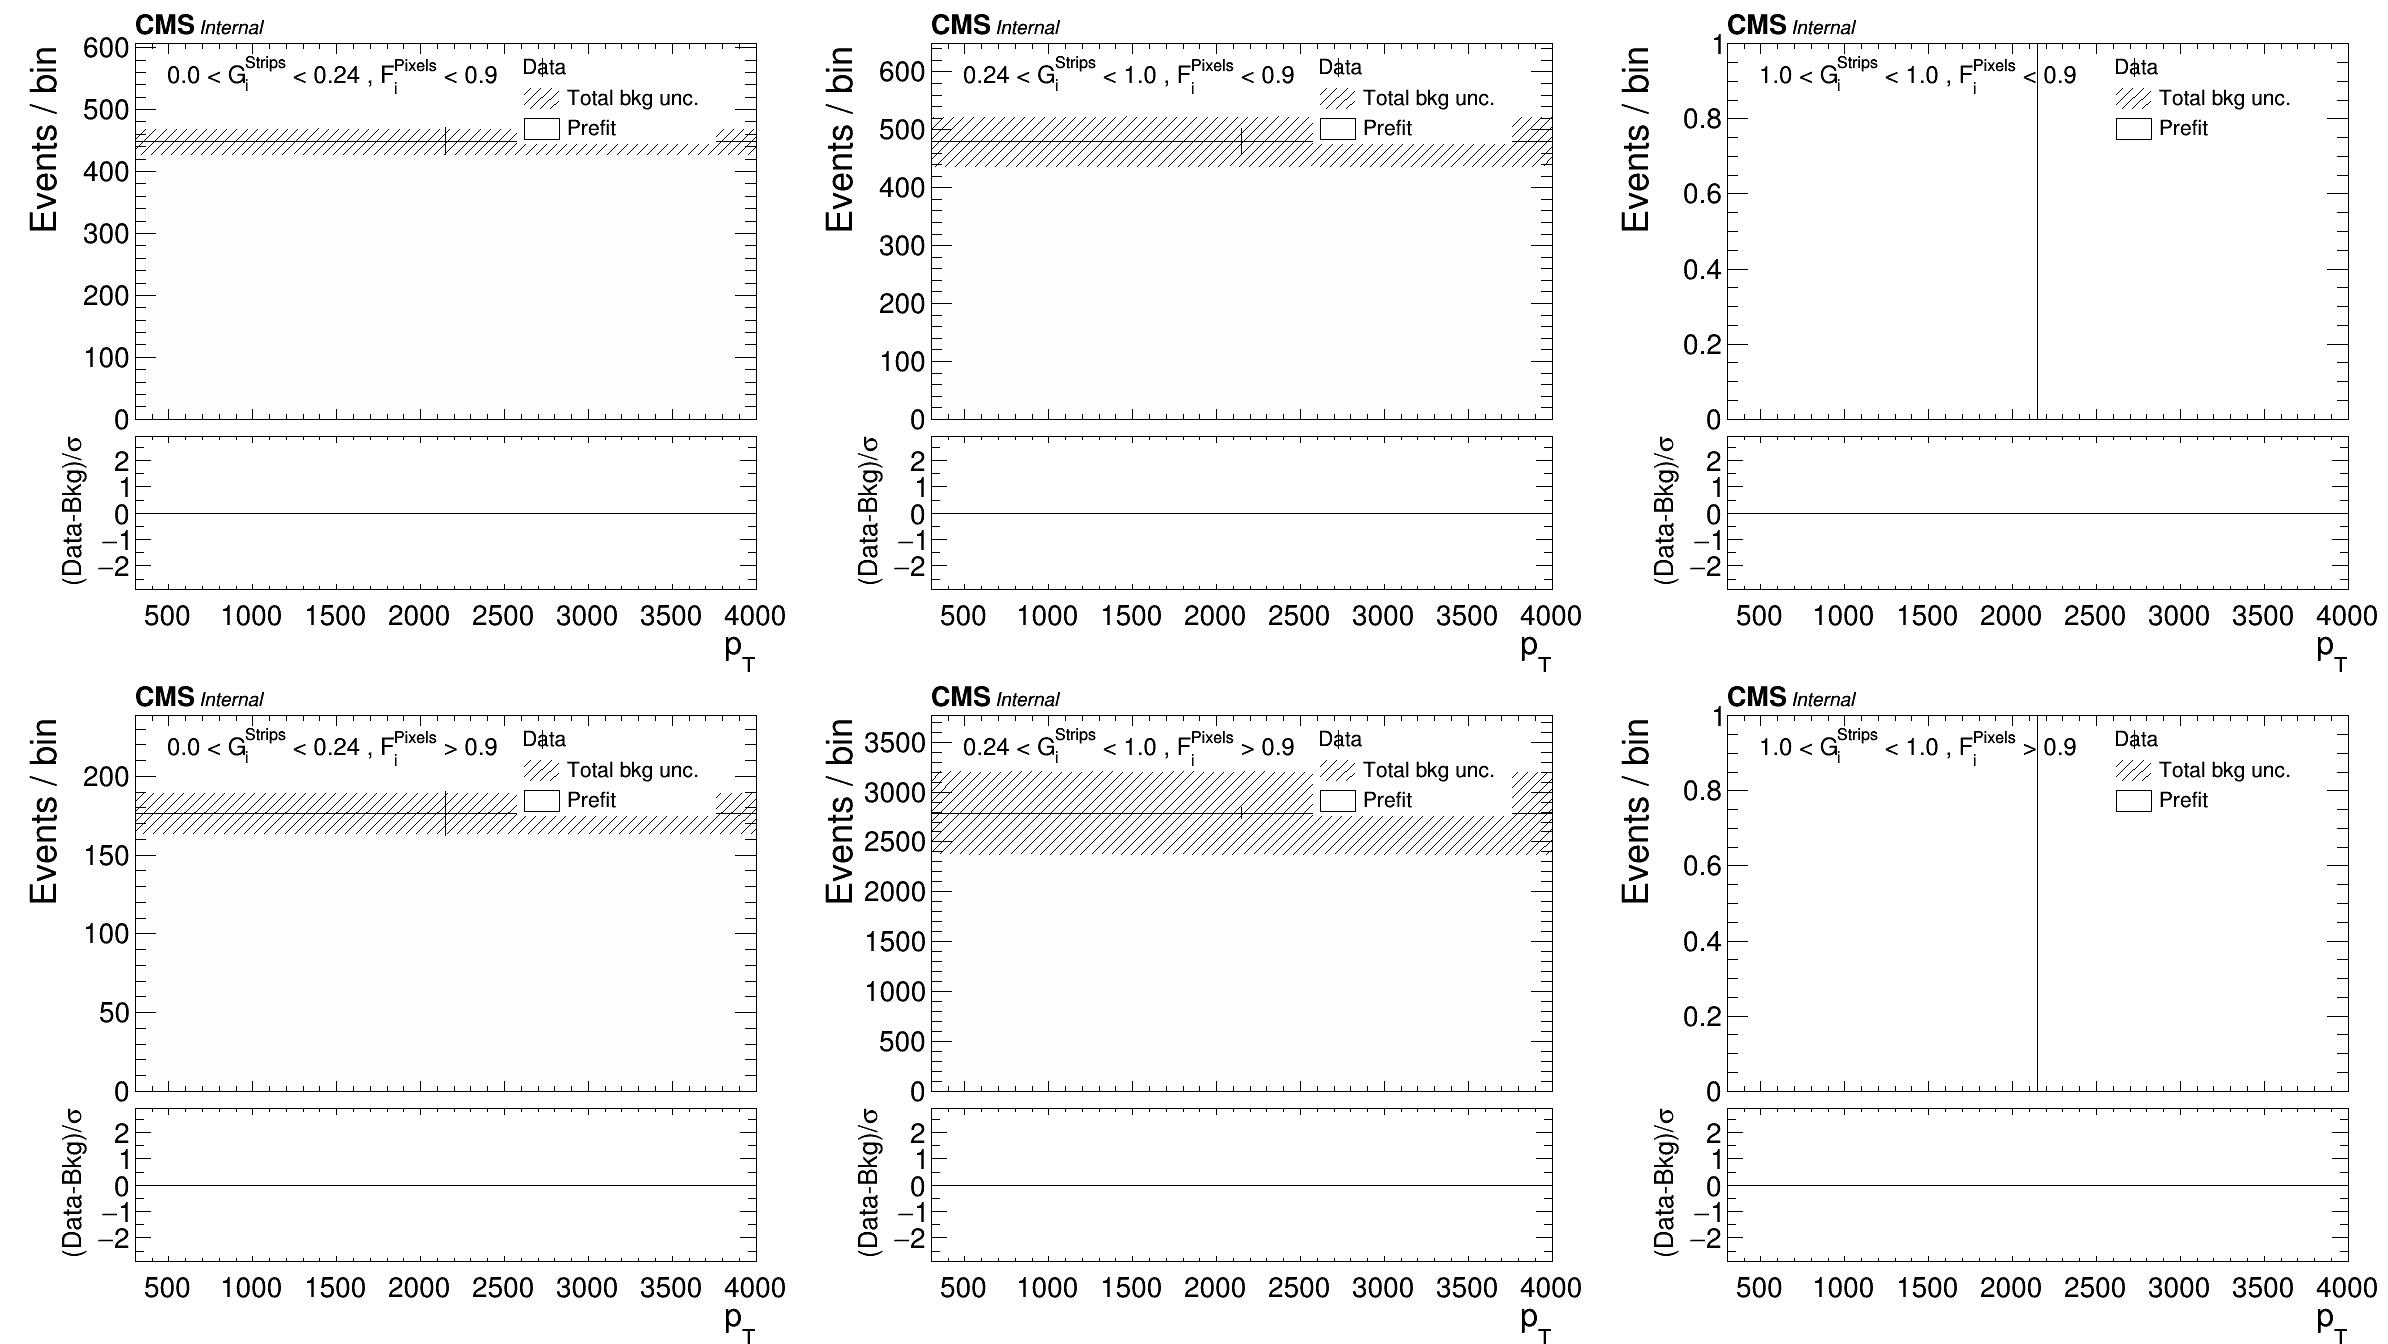 CMS Internal
Events / bin
600
500
400
300
200
100
0
0.0 < G_i^Strips < 0.24 , F_i^Pixels < 0.9
Data
Total bkg unc.
Prefit
(Data-Bkg)/σ
2
1
0
−1
−2
500 1000 1500 2000 2500 3000 3500 4000
p_T
CMS Internal
Events / bin
600
500
400
300
200
100
0
0.24 < G_i^Strips < 1.0 , F_i^Pixels < 0.9
Data
Total bkg unc.
Prefit
(Data-Bkg)/σ
2
1
0
−1
−2
500 1000 1500 2000 2500 3000 3500 4000
p_T
CMS Internal
Events / bin
1
0.8
0.6
0.4
0.2
0
1.0 < G_i^Strips < 1.0 , F_i^Pixels < 0.9
Data
Total bkg unc.
Prefit
(Data-Bkg)/σ
2
1
0
−1
−2
500 1000 1500 2000 2500 3000 3500 4000
p_T
CMS Internal
Events / bin
200
150
100
50
0
0.0 < G_i^Strips < 0.24 , F_i^Pixels > 0.9
Data
Total bkg unc.
Prefit
(Data-Bkg)/σ
2
1
0
−1
−2
500 1000 1500 2000 2500 3000 3500 4000
p_T
CMS Internal
Events / bin
3500
3000
2500
2000
1500
1000
500
0
0.24 < G_i^Strips < 1.0 , F_i^Pixels > 0.9
Data
Total bkg unc.
Prefit
(Data-Bkg)/σ
2
1
0
−1
−2
500 1000 1500 2000 2500 3000 3500 4000
p_T
CMS Internal
Events / bin
1
0.8
0.6
0.4
0.2
0
1.0 < G_i^Strips < 1.0 , F_i^Pixels > 0.9
Data
Total bkg unc.
Prefit
(Data-Bkg)/σ
2
1
0
−1
−2
500 1000 1500 2000 2500 3000 3500 4000
p_T